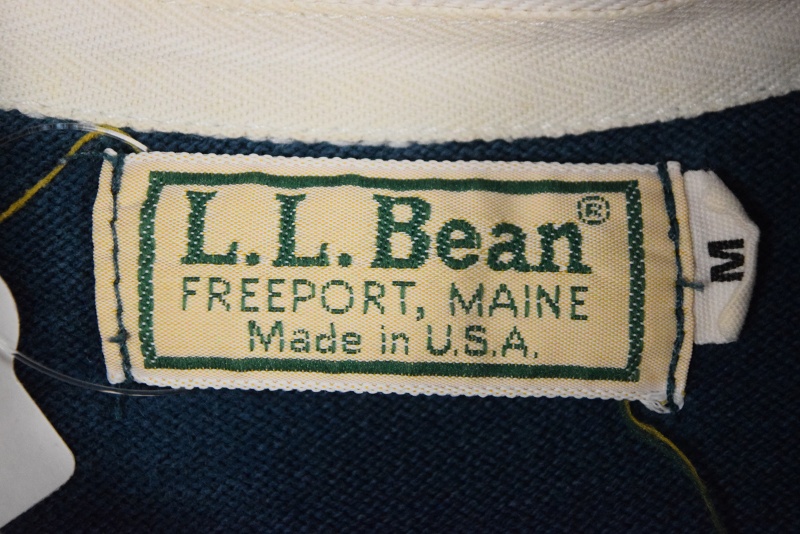 L.L.Bean®
FREEPORT, MAINE
Made in U.S.A.
M